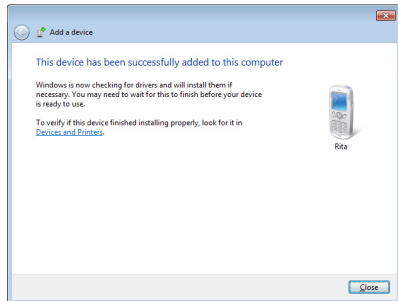 Add a device
This device has been successfully added to this computer
Windows is now checking for drivers and will install them if
necessary. You may need to wait for this to finish before your device
is ready to use.
To verify if this device finished installing properly, look for it in
Devices and Printers.
Rita
Close